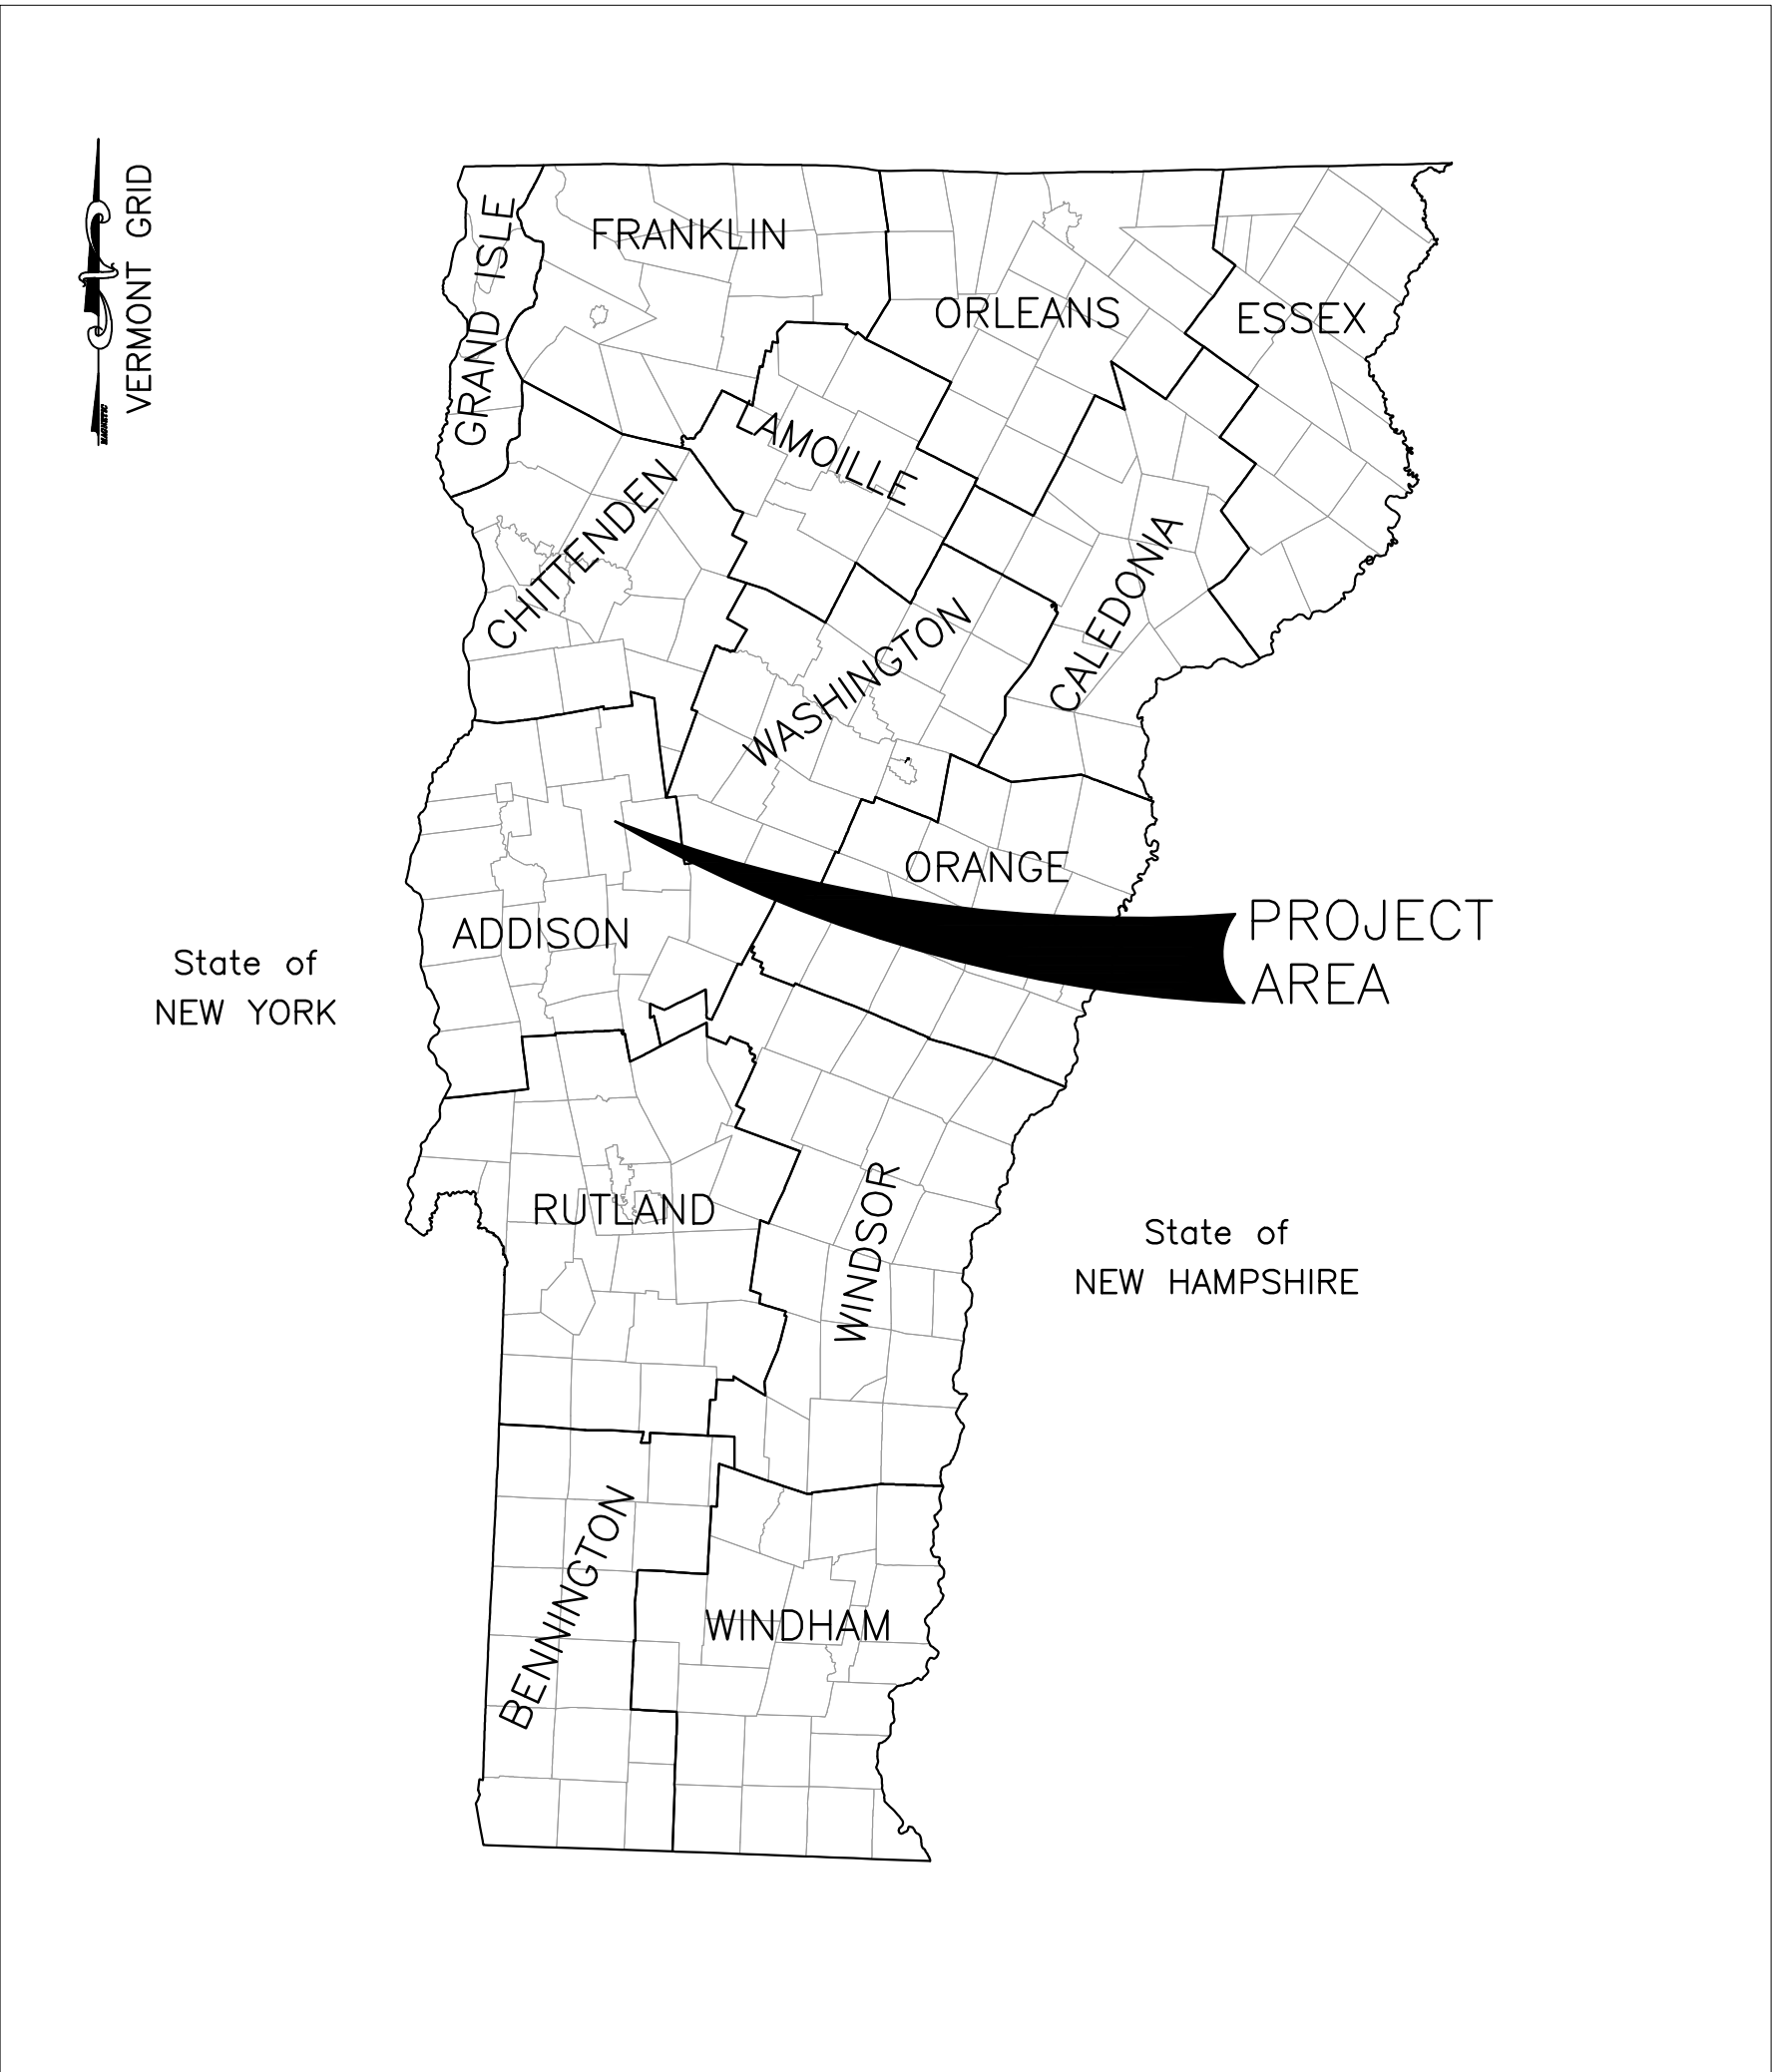 VERMONT GRID
MAGNETIC
GRAND ISLE
FRANKLIN
ORLEANS
ESSEX
LAMOILLE
CHITTENDEN
CALEDONIA
WASHINGTON
ORANGE
PROJECT
AREA
ADDISON
State of
NEW YORK
RUTLAND
WINDSOR
State of
NEW HAMPSHIRE
BENNINGTON
WINDHAM